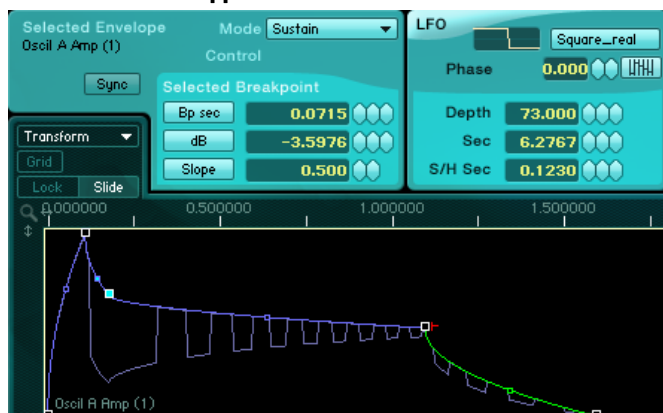 Selected Envelope
Oscil A Amp (1)
Mode Sustain
Control
Sync
Selected Breakpoint
Bp sec 0.0715
dB -3.5976
Slope 0.500
LFO
Square_real
Phase 0.000
Depth 73.000
Sec 6.2767
S/H Sec 0.1230
Transform
Grid
Lock Slide
0.000000 0.500000 1.000000 1.500000
Oscil A Amp (1)